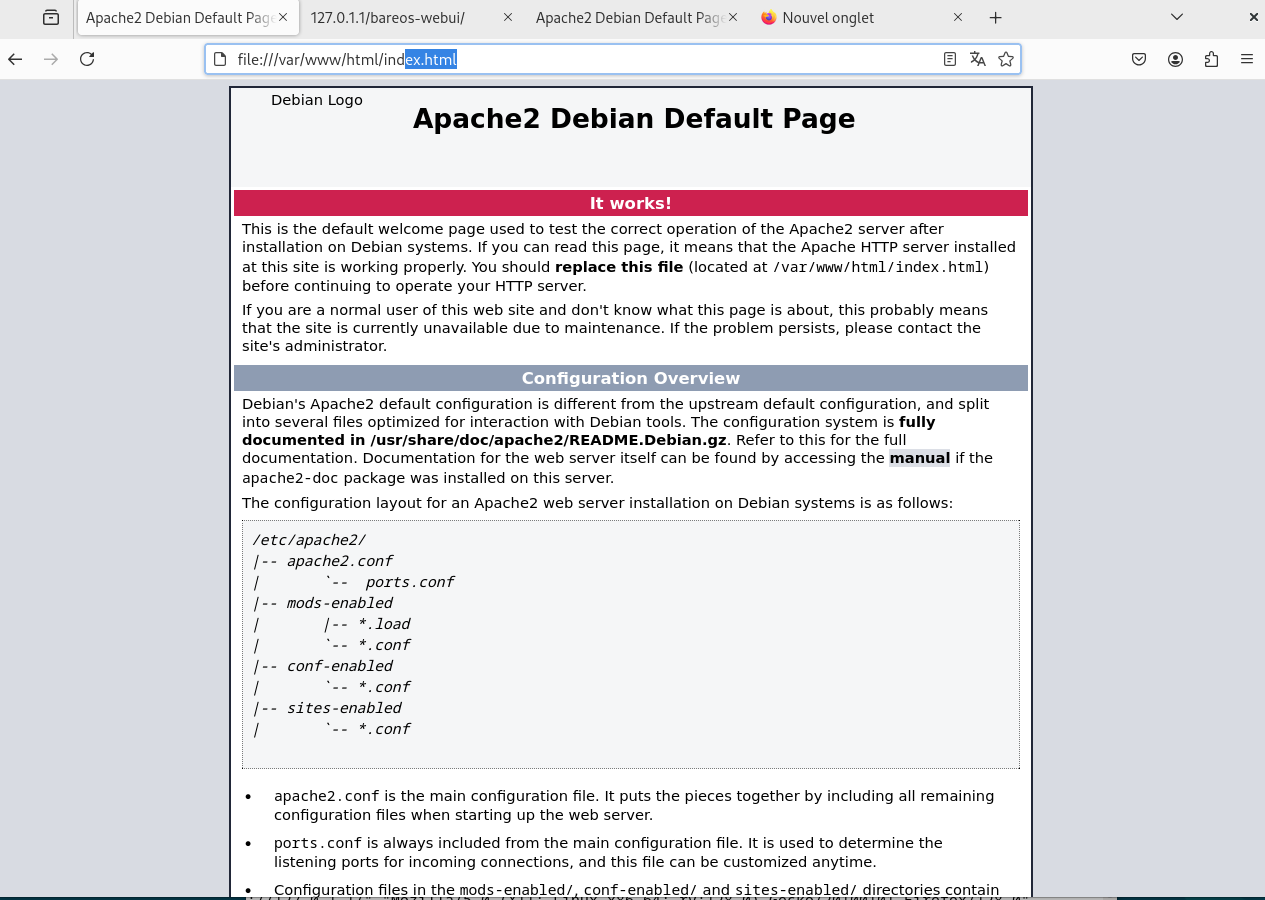 Apache2 Debian Default Page
127.0.1.1/bareos-webui/
Apache2 Debian Default Page
Nouvel onglet
file:///var/www/html/index.html
Debian Logo
Apache2 Debian Default Page
It works!
This is the default welcome page used to test the correct operation of the Apache2 server after
installation on Debian systems. If you can read this page, it means that the Apache HTTP server installed
at this site is working properly. You should replace this file (located at /var/www/html/index.html)
before continuing to operate your HTTP server.
If you are a normal user of this web site and don't know what this page is about, this probably means
that the site is currently unavailable due to maintenance. If the problem persists, please contact the
site's administrator.
Configuration Overview
Debian's Apache2 default configuration is different from the upstream default configuration, and split
into several files optimized for interaction with Debian tools. The configuration system is fully
documented in /usr/share/doc/apache2/README.Debian.gz. Refer to this for the full
documentation. Documentation for the web server itself can be found by accessing the manual if the
apache2-doc package was installed on this server.
The configuration layout for an Apache2 web server installation on Debian systems is as follows:
/etc/apache2/
|-- apache2.conf
|       `--  ports.conf
|-- mods-enabled
|       |-- *.load
|       `-- *.conf
|-- conf-enabled
|       `-- *.conf
|-- sites-enabled
|       `-- *.conf
• apache2.conf is the main configuration file. It puts the pieces together by including all remaining
configuration files when starting up the web server.
• ports.conf is always included from the main configuration file. It is used to determine the
listening ports for incoming connections, and this file can be customized anytime.
• Configuration files in the mods-enabled/, conf-enabled/ and sites-enabled/ directories contain